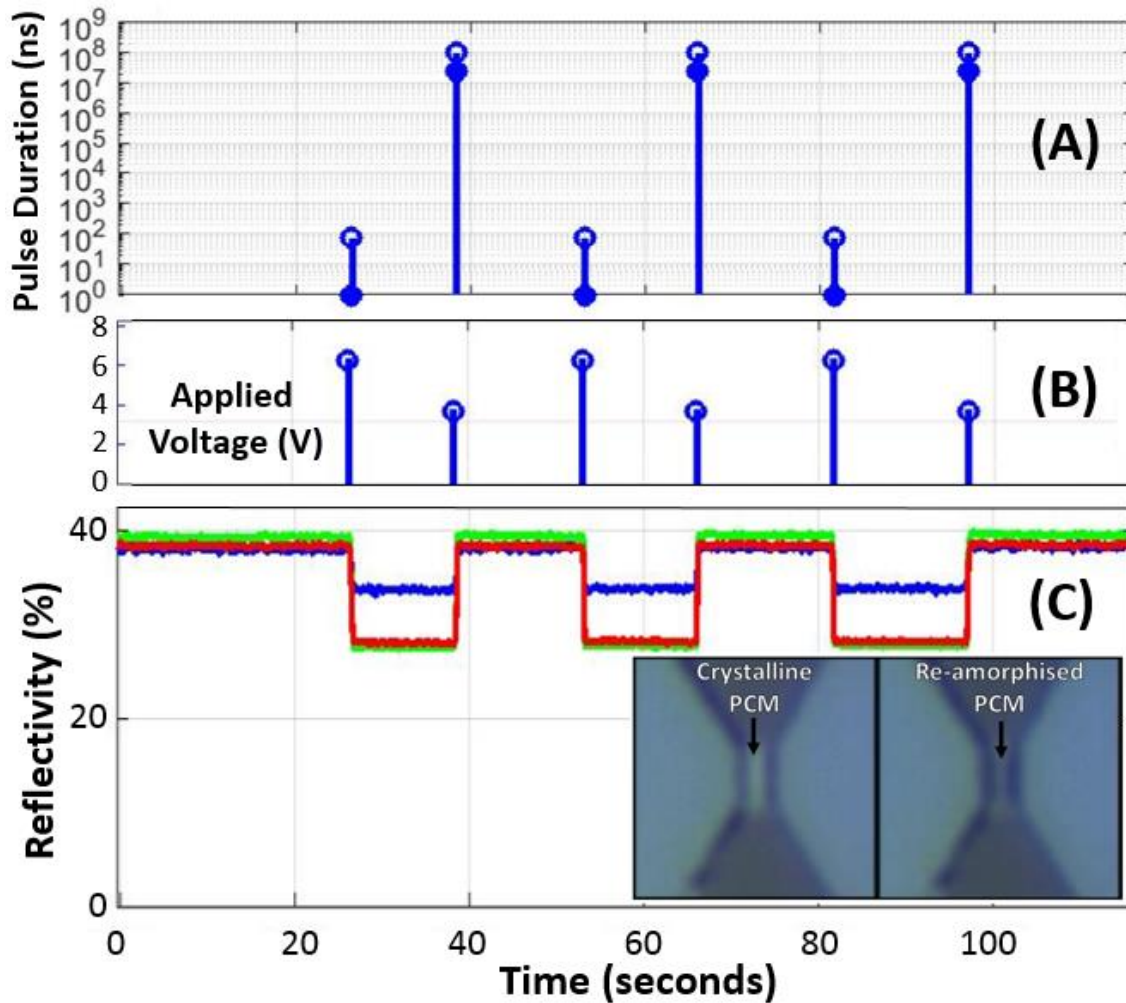 Pulse Duration (ns)
10⁹
10⁸
10⁷
10⁶
10⁵
10⁴
10³
10²
10¹
10⁰
(A)
8
6
4
2
0
Applied
Voltage (V)
(B)
Reflectivity (%)
40
20
0
(C)
Crystalline
PCM
Re-amorphised
PCM
0
20
40
60
80
100
Time (seconds)